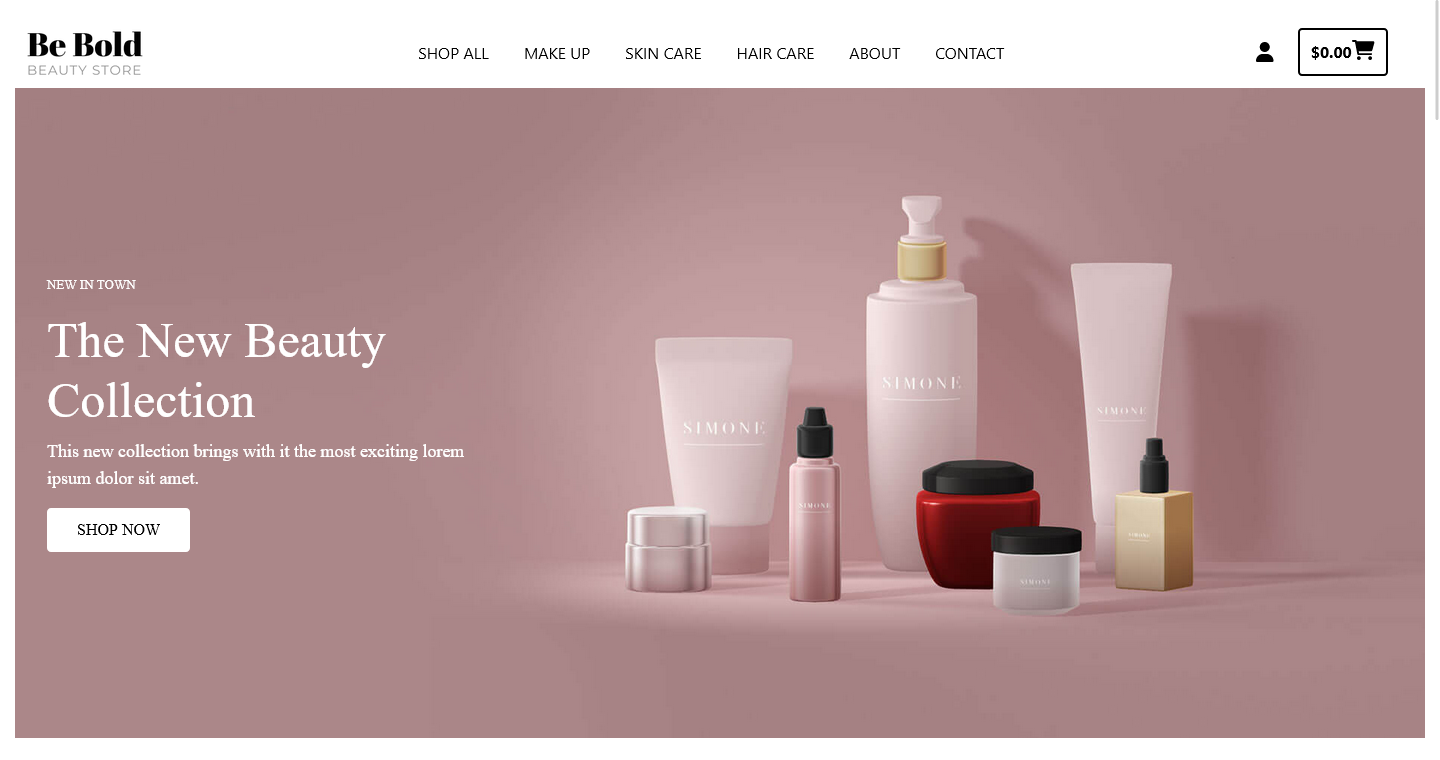 Be Bold
BEAUTY STORE
SHOP ALL MAKE UP SKIN CARE HAIR CARE ABOUT CONTACT
$0.00
NEW IN TOWN
The New Beauty
Collection
This new collection brings with it the most exciting lorem
ipsum dolor sit amet.
SHOP NOW
SIMONE
SIMONE
SIMONE
SIMONE
SIMONE
SIMONE